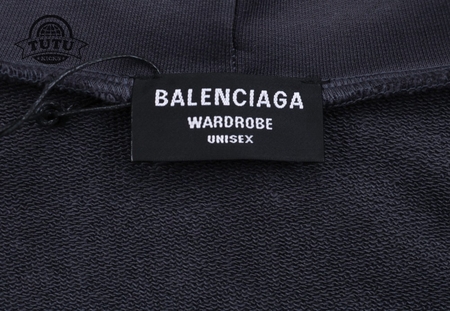 TUTU
BALENCIAGA
WARDROBE
UNISEX